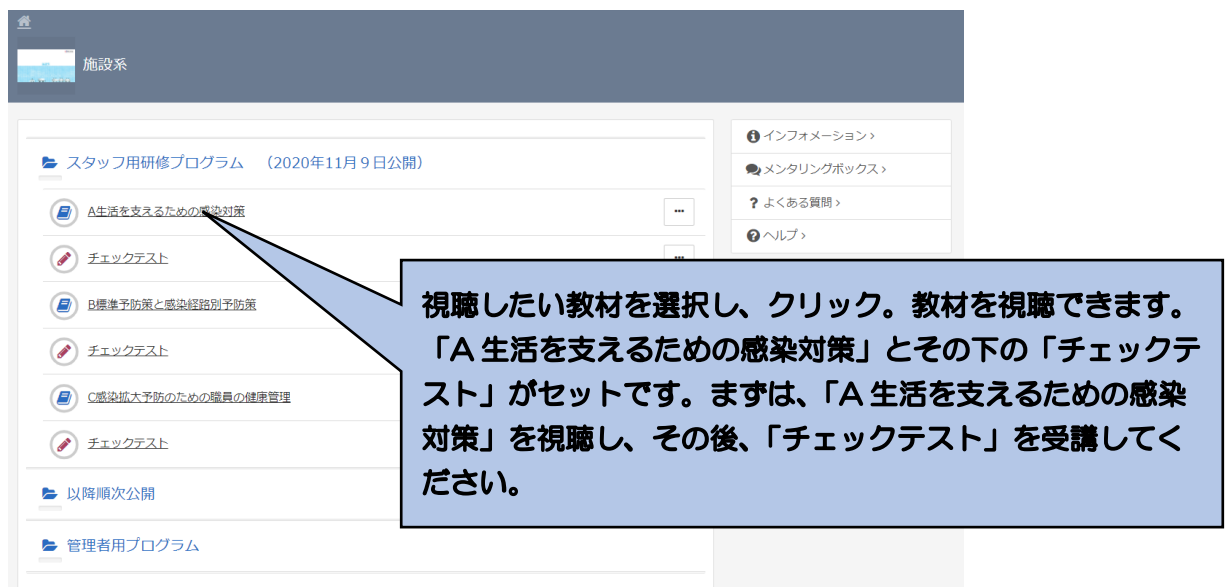 施設系
スタッフ用研修プログラム （2020年11月9日公開）
A生活を支えるための感染対策
チェックテスト
B標準予防策と感染経路別予防策
チェックテスト
C感染拡大予防のための職員の健康管理
チェックテスト
以降順次公開
管理者用プログラム
インフォメーション
メンタリングボックス
よくある質問
ヘルプ
視聴したい教材を選択し、クリック。教材を視聴できます。
「A 生活を支えるための感染対策」とその下の「チェックテ
スト」がセットです。まずは、「A 生活を支えるための感染
対策」を視聴し、その後、「チェックテスト」を受講してく
ださい。